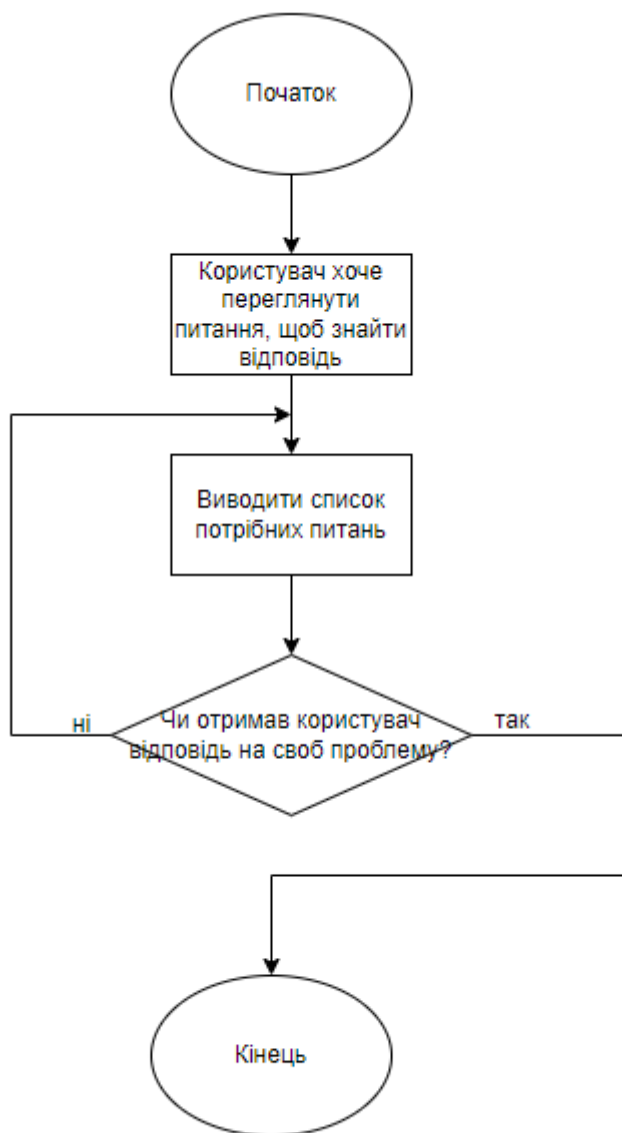 Початок
Користувач хоче
переглянути
питання, щоб знайти
відповідь
Виводити список
потрібних питань
ні
Чи отримав користувач
відповідь на своб проблему?
так
Кінець